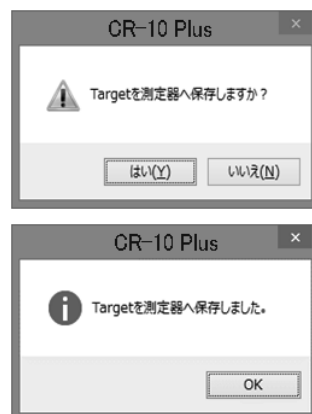 CR-10 Plus
Targetを測定器へ保存しますか？
はい(Y) いいえ(N)
CR-10 Plus
Targetを測定器へ保存しました。
OK